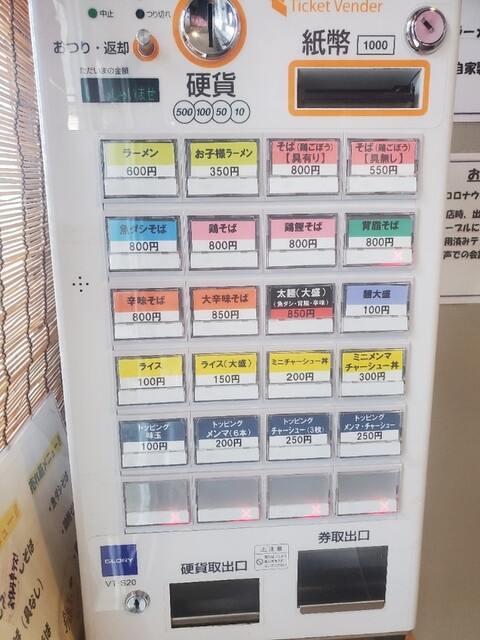 Ticket Vender
中止
つり切れ
おつり・返却
ただいまの金額
硬貨
500 100 50 10
紙幣 1000
ラーメン
600円
お子様ラーメン
350円
そば(鶏ごぼう)
【具有り】
800円
そば(鶏ごぼう)
【具無し】
550円
魚ダシそば
800円
鶏そば
800円
鶏鰹そば
800円
背脂そば
800円
辛味そば
800円
大辛味そば
850円
太麺(大盛)
(魚ダシ・背脂・辛味)
850円
麺大盛
100円
ライス
100円
ライス(大盛)
150円
ミニチャーシュー丼
200円
ミニメンマ
チャーシュー丼
300円
トッピング
味玉
100円
トッピング
メンマ(6本)
200円
トッピング
チャーシュー(3枚)
250円
トッピング
メンマ・チャーシュー
250円
GLORY
VT-S20
硬貨取出口
券取出口